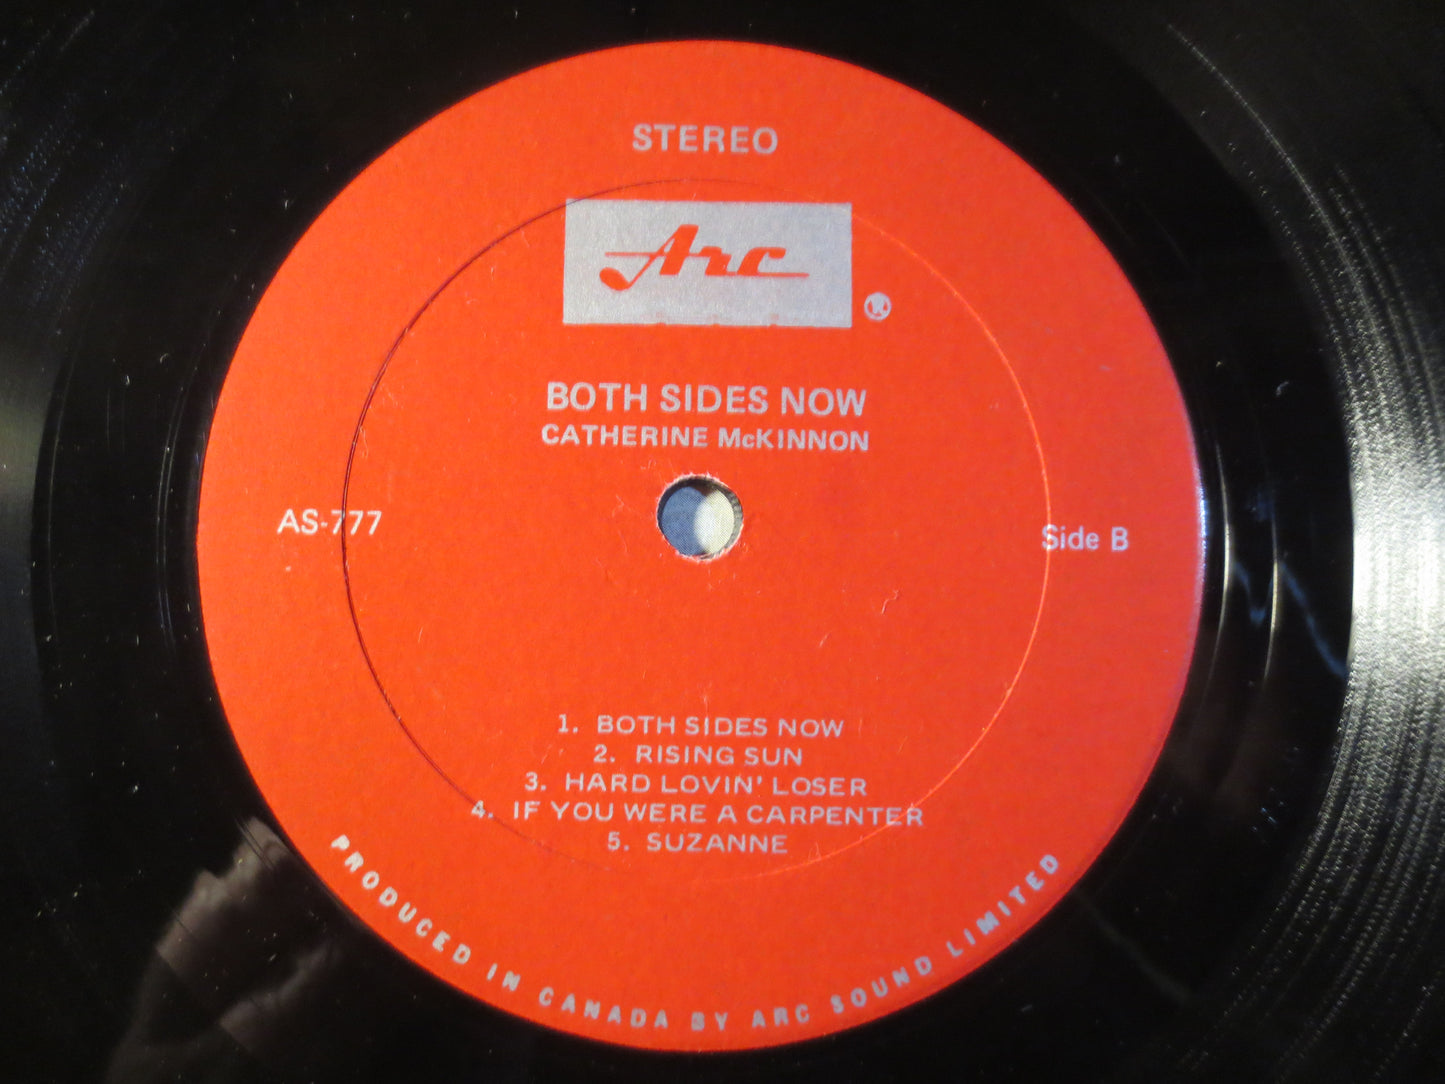 STEREO
Arc
BOTH SIDES NOW
CATHERINE McKINNON
AS-777
Side B
1. BOTH SIDES NOW
2. RISING SUN
3. HARD LOVIN' LOSER
4. IF YOU WERE A CARPENTER
5. SUZANNE
PRODUCED IN CANADA BY ARC SOUND LIMITED